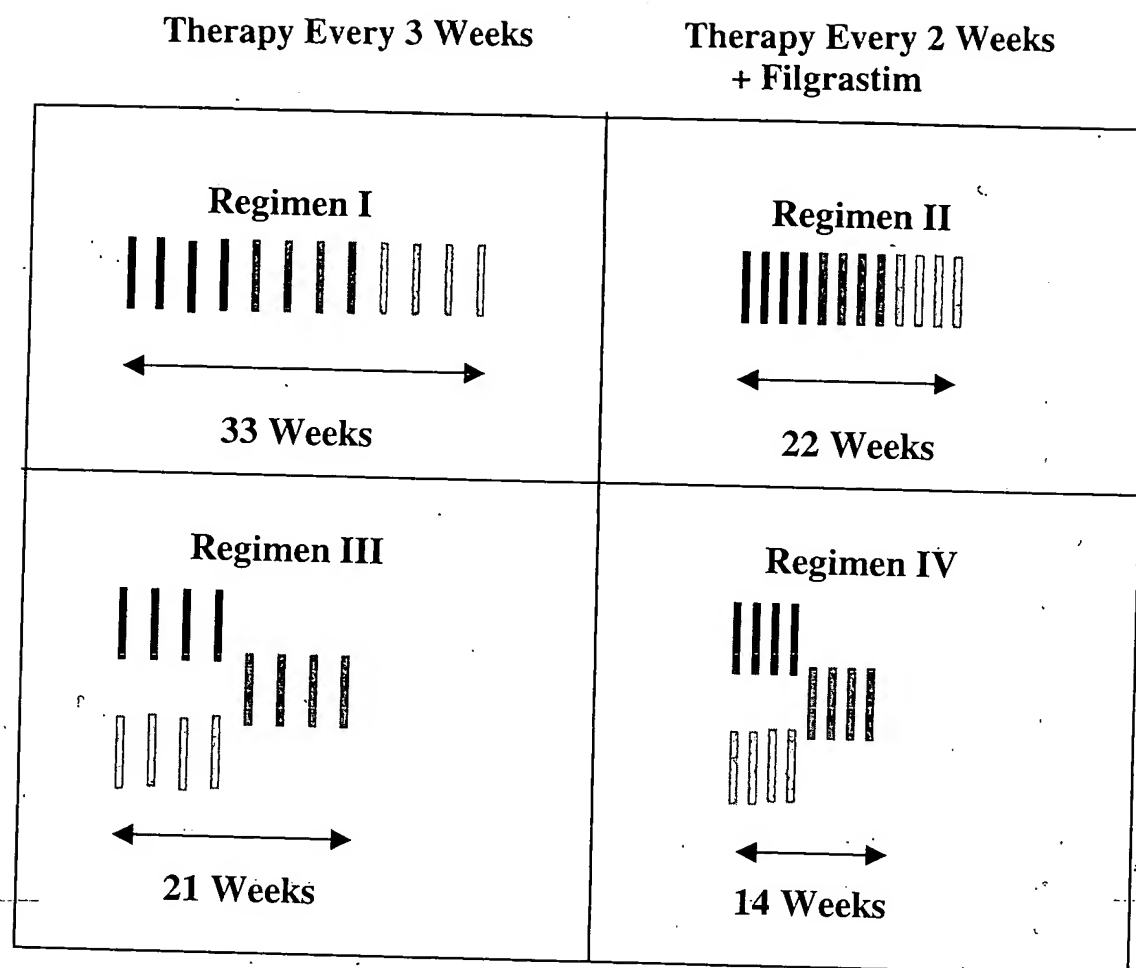 Therapy Every 3 Weeks
Therapy Every 2 Weeks
+ Filgrastim
Regimen I
33 Weeks
Regimen II
22 Weeks
Regimen III
21 Weeks
Regimen IV
14 Weeks